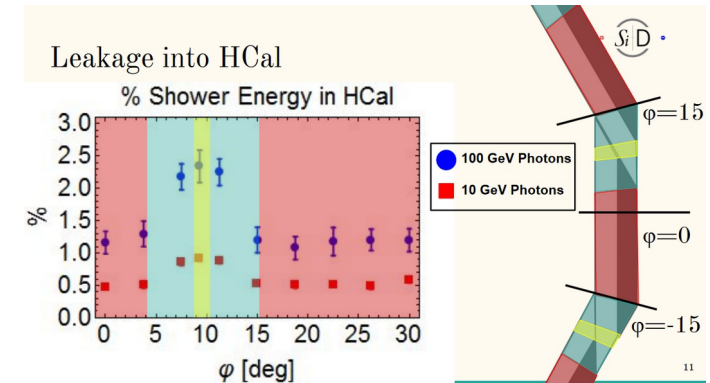 Leakage into HCal
% Shower Energy in HCal
3.0
2.5
2.0
1.5
1.0
0.5
0.0
%
0 5 10 15 20 25 30
φ [deg]
100 GeV Photons
10 GeV Photons
SiD
φ=15
φ=0
φ=-15
11